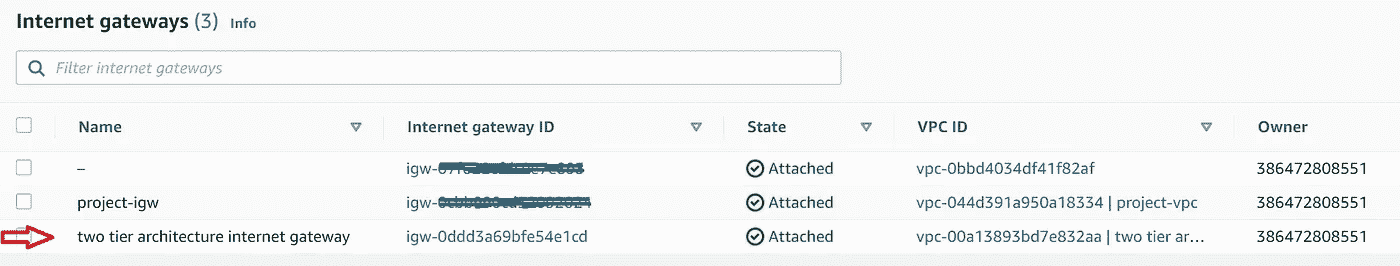 Internet gateways (3) Info
Filter internet gateways
Name Internet gateway ID State VPC ID Owner
– igw- Attached vpc-0bbd4034df41f82af 386472808551
project-igw igw- Attached vpc-044d391a950a18334 | project-vpc 386472808551
two tier architecture internet gateway igw-0ddd3a69bfe54e1cd Attached vpc-00a13893bd7e832aa | two tier ar... 386472808551